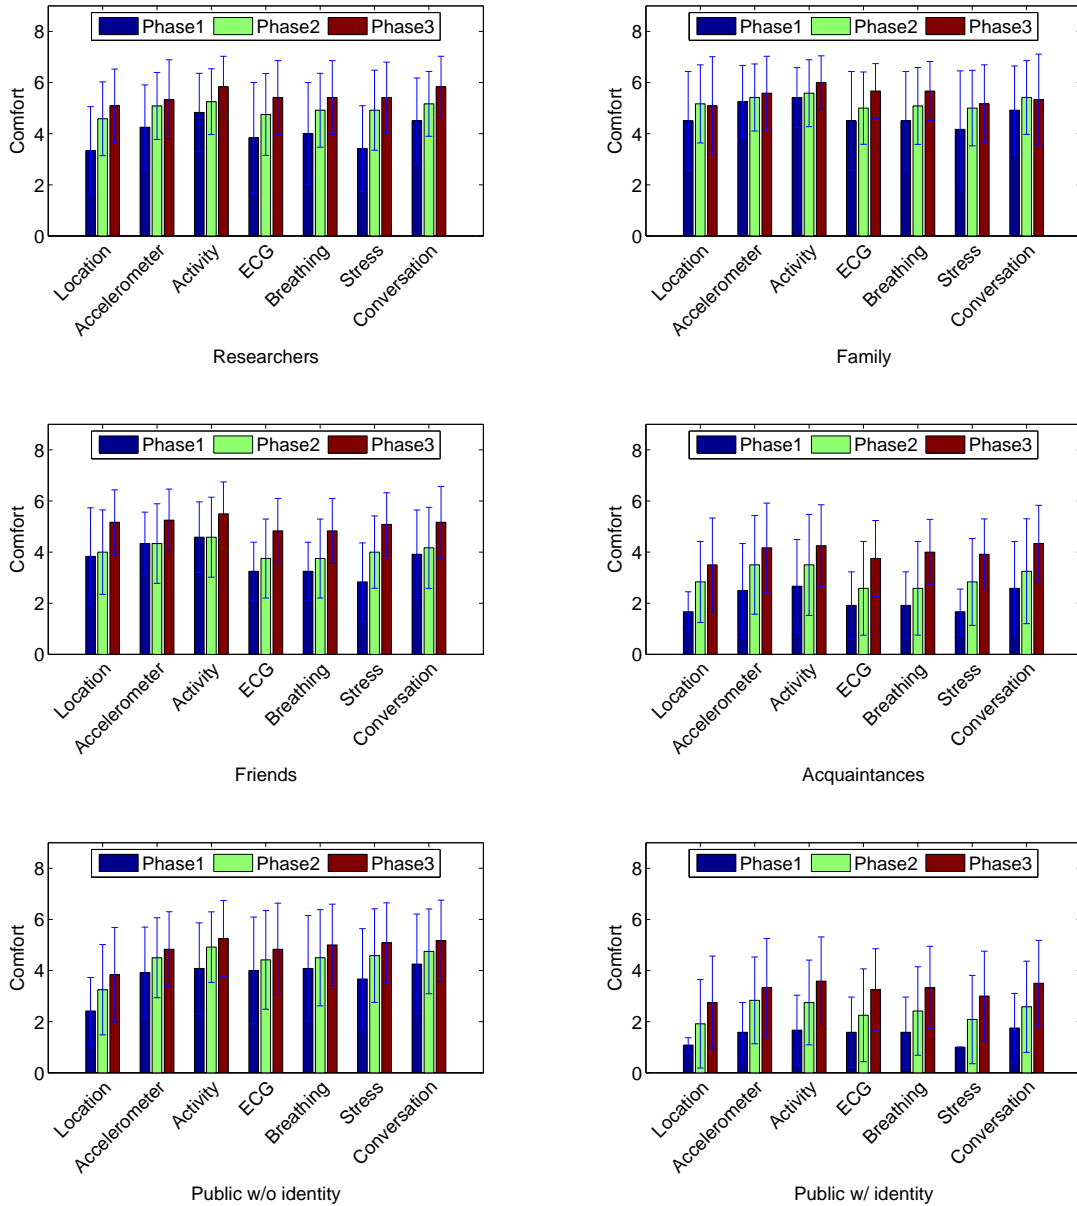 Phase1 Phase2 Phase3
8
6
4
2
0
Comfort
Location Accelerometer Activity ECG Breathing Stress Conversation
Researchers
Phase1 Phase2 Phase3
8
6
4
2
0
Comfort
Location Accelerometer Activity ECG Breathing Stress Conversation
Family
Phase1 Phase2 Phase3
8
6
4
2
0
Comfort
Location Accelerometer Activity ECG Breathing Stress Conversation
Friends
Phase1 Phase2 Phase3
8
6
4
2
0
Comfort
Location Accelerometer Activity ECG Breathing Stress Conversation
Acquaintances
Phase1 Phase2 Phase3
8
6
4
2
0
Comfort
Location Accelerometer Activity ECG Breathing Stress Conversation
Public w/o identity
Phase1 Phase2 Phase3
8
6
4
2
0
Comfort
Location Accelerometer Activity ECG Breathing Stress Conversation
Public w/ identity